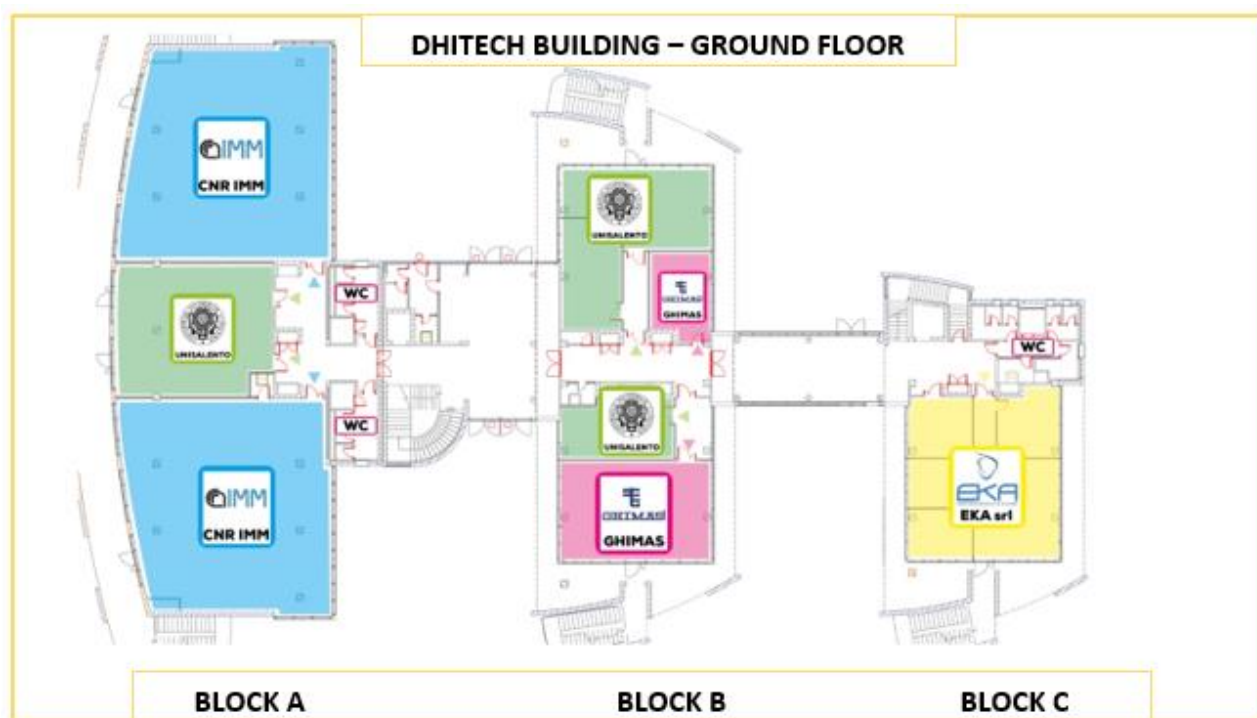 DHITECH BUILDING – GROUND FLOOR
IMM
CNR IMM
UNISALENTO
GHIMAS
GHIMAS
WC
UNISALENTO
WC
WC
UNISALENTO
IMM
CNR IMM
GHIMAS
GHIMAS
EKA
EKA srl
BLOCK A
BLOCK B
BLOCK C